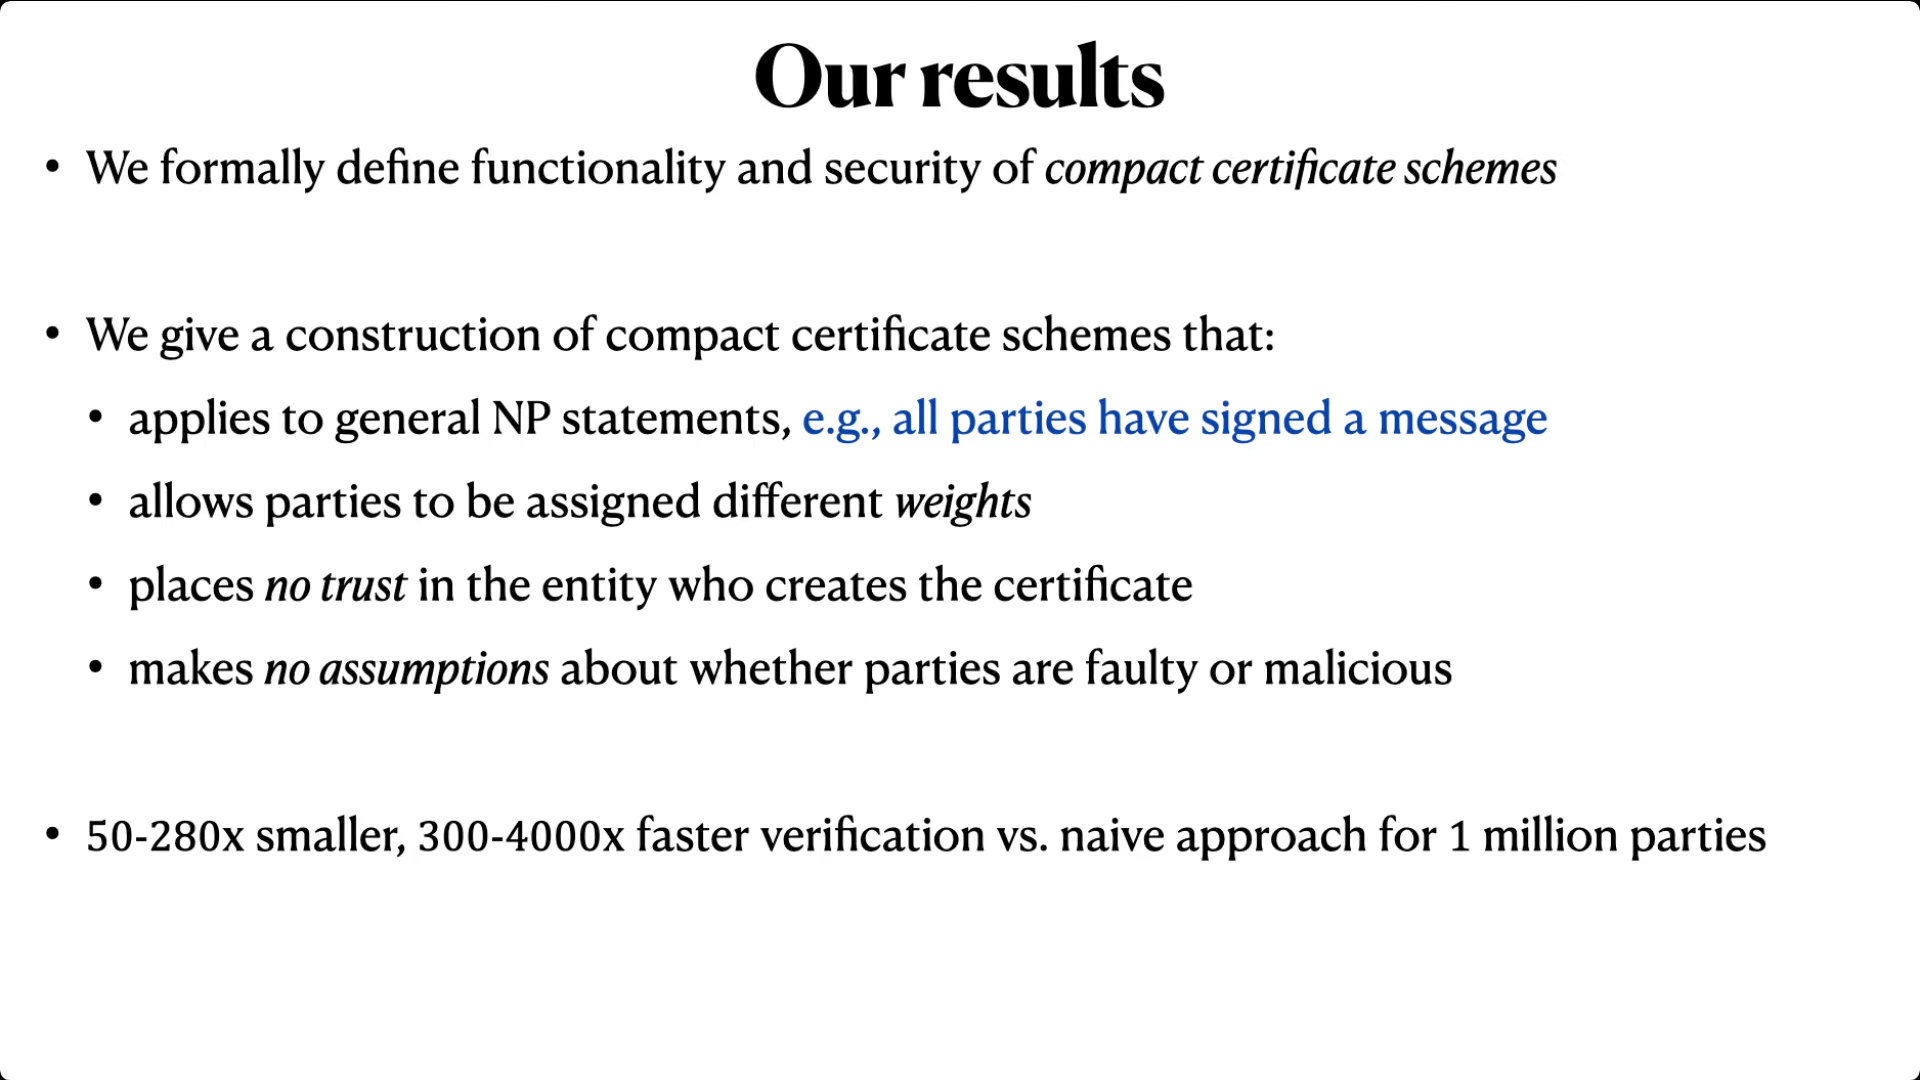 Our results
• We formally define functionality and security of compact certificate schemes
• We give a construction of compact certificate schemes that:
• applies to general NP statements, e.g., all parties have signed a message
• allows parties to be assigned different weights
• places no trust in the entity who creates the certificate
• makes no assumptions about whether parties are faulty or malicious
• 50-280x smaller, 300-4000x faster verification vs. naive approach for 1 million parties